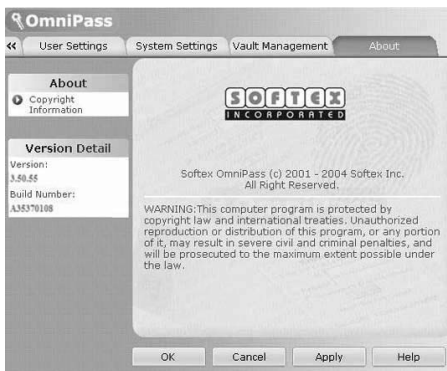 OmniPass
«
User Settings
System Settings
Vault Management
About
About
Copyright
Information
Version Detail
Version:
3.50.55
Build Number:
A35370108
SOFTEX
INCORPORATED
Softex OmniPass (c) 2001 - 2004 Softex Inc.
All Right Reserved.
WARNING:This computer program is protected by
copyright law and international treaties. Unauthorized
reproduction or distribution of this program, or any portion
of it, may result in severe civil and criminal penalties, and
will be prosecuted to the maximum extent possible under
the law.
OK
Cancel
Apply
Help